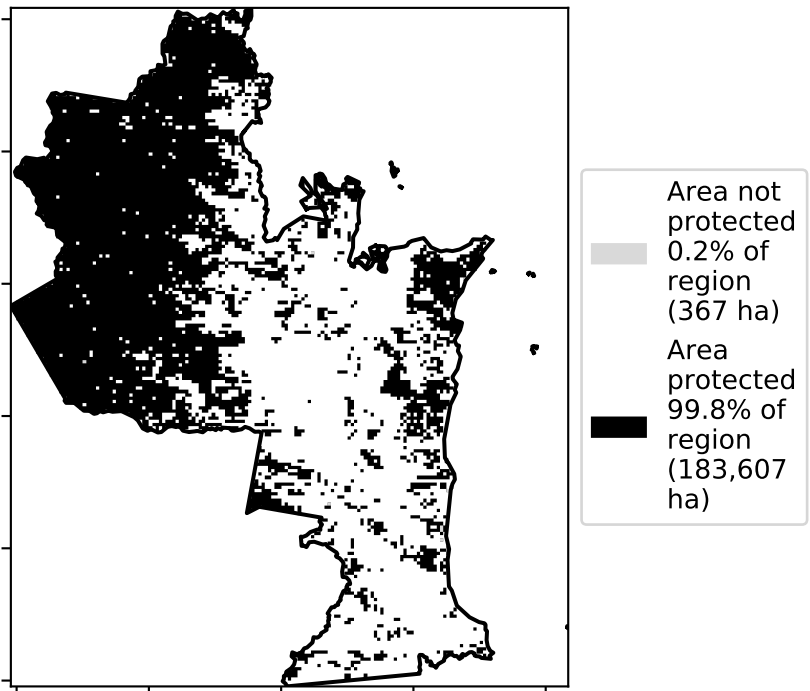 Area not
protected
0.2% of
region
(367 ha)
Area
protected
99.8% of
region
(183,607
ha)